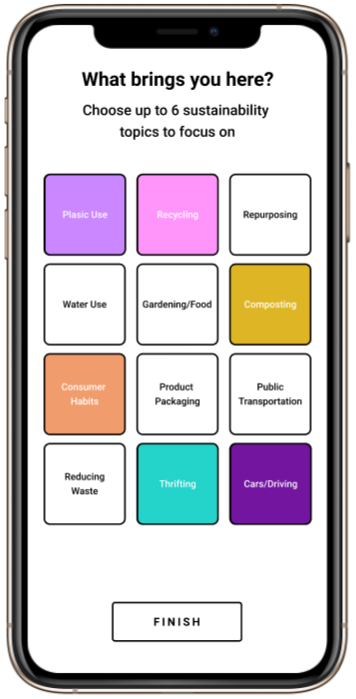 What brings you here?
Choose up to 6 sustainability
topics to focus on
Plasic Use
Recycling
Repurposing
Water Use
Gardening/Food
Composting
Consumer
Habits
Product
Packaging
Public
Transportation
Reducing
Waste
Thrifting
Cars/Driving
FINISH